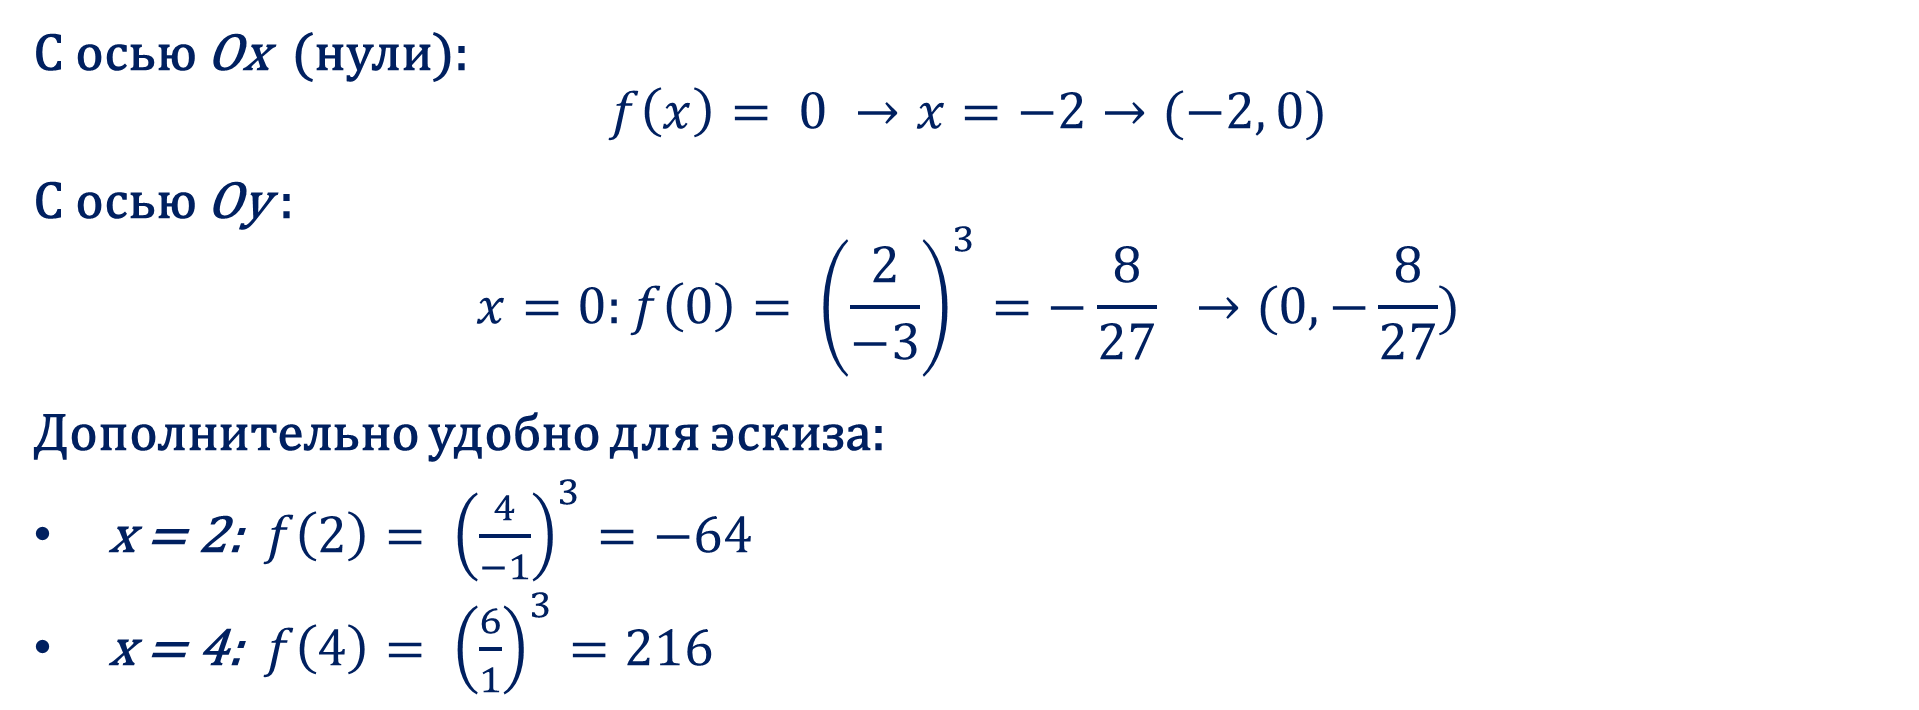 С осью Ox (нули):
f(x) = 0 → x = −2 → (−2, 0)
С осью Oy:
x = 0: f(0) = (2/−3)³ = −8/27 → (0, −8/27)
Дополнительно удобно для эскиза:
• x = 2: f(2) = (4/−1)³ = −64
• x = 4: f(4) = (6/1)³ = 216